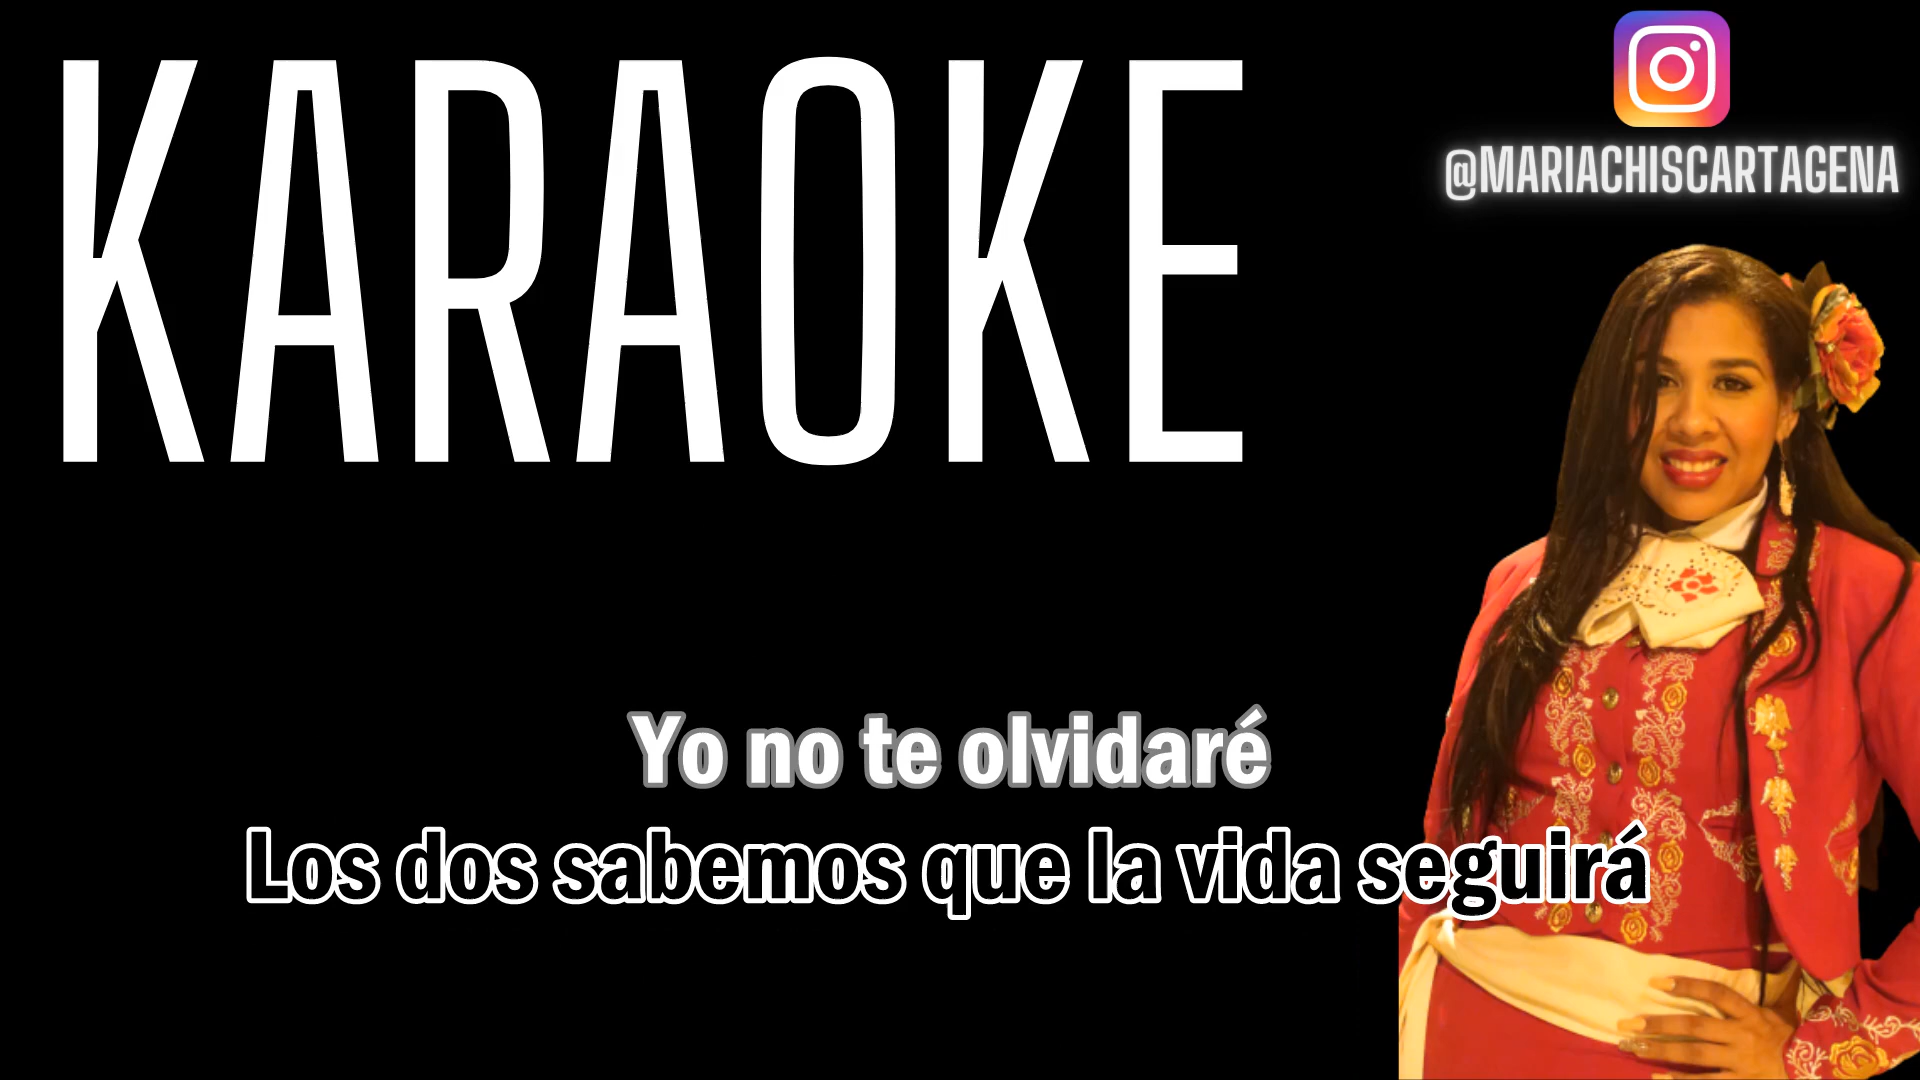 KARAOKE
@MARIACHISCARTAGENA
Yo no te olvidaré
Los dos sabemos que la vida seguirá